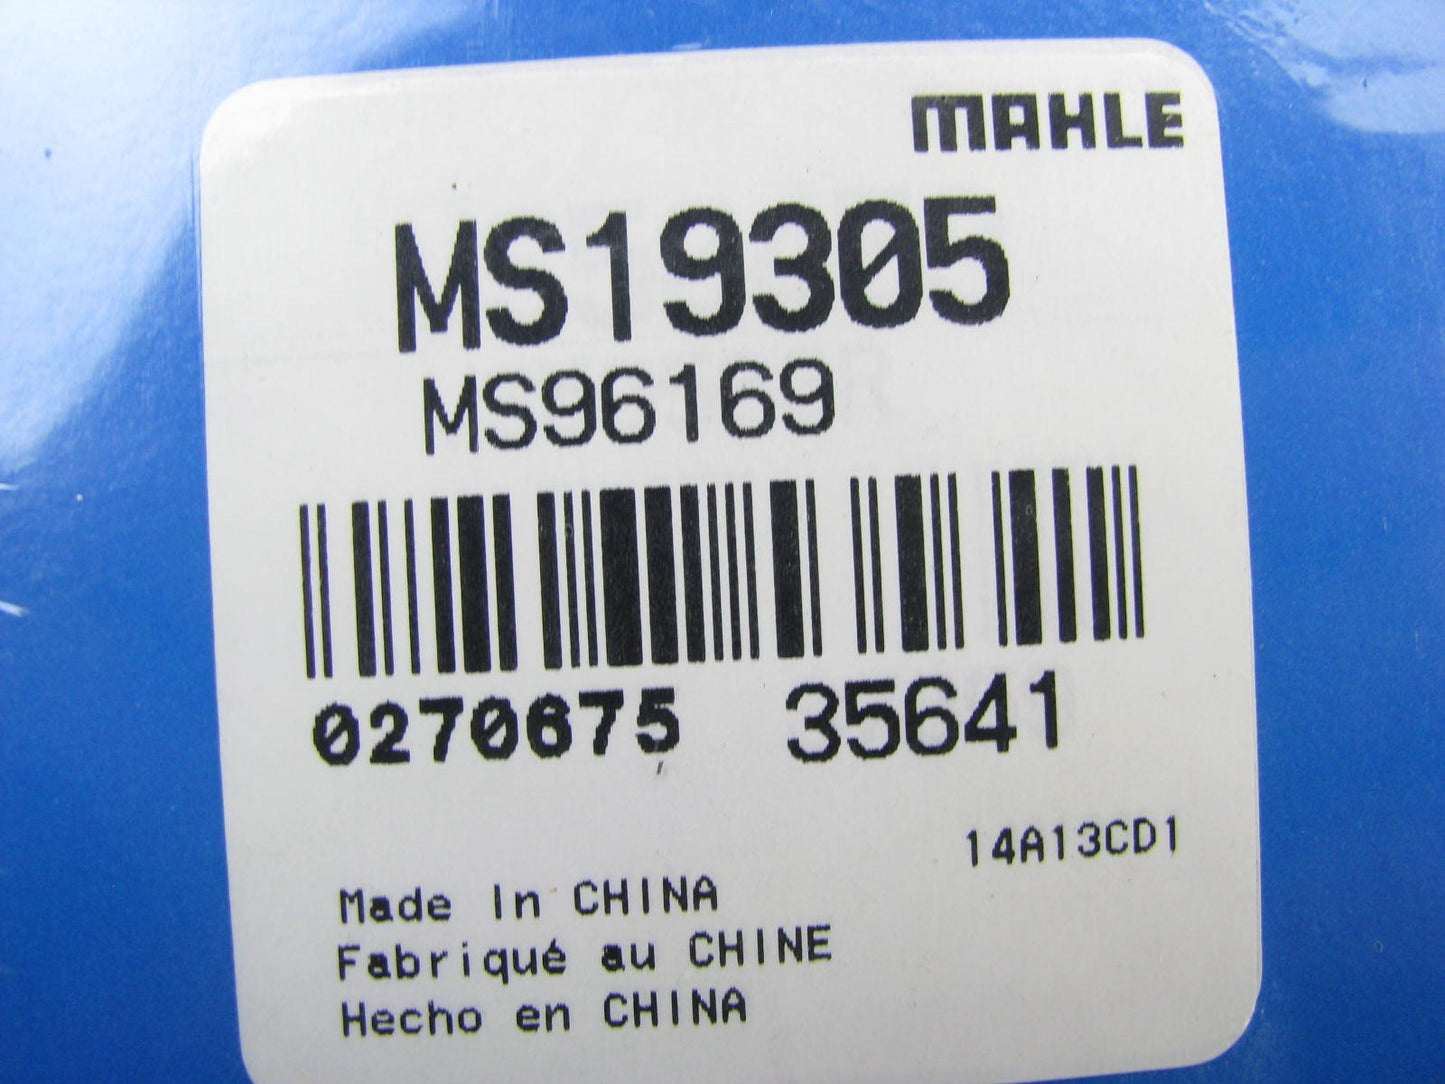 MAHLE
MS19305
MS96169
0270675 35641
14A13CD1
Made In CHINA
Fabriqué au CHINE
Hecho en CHINA